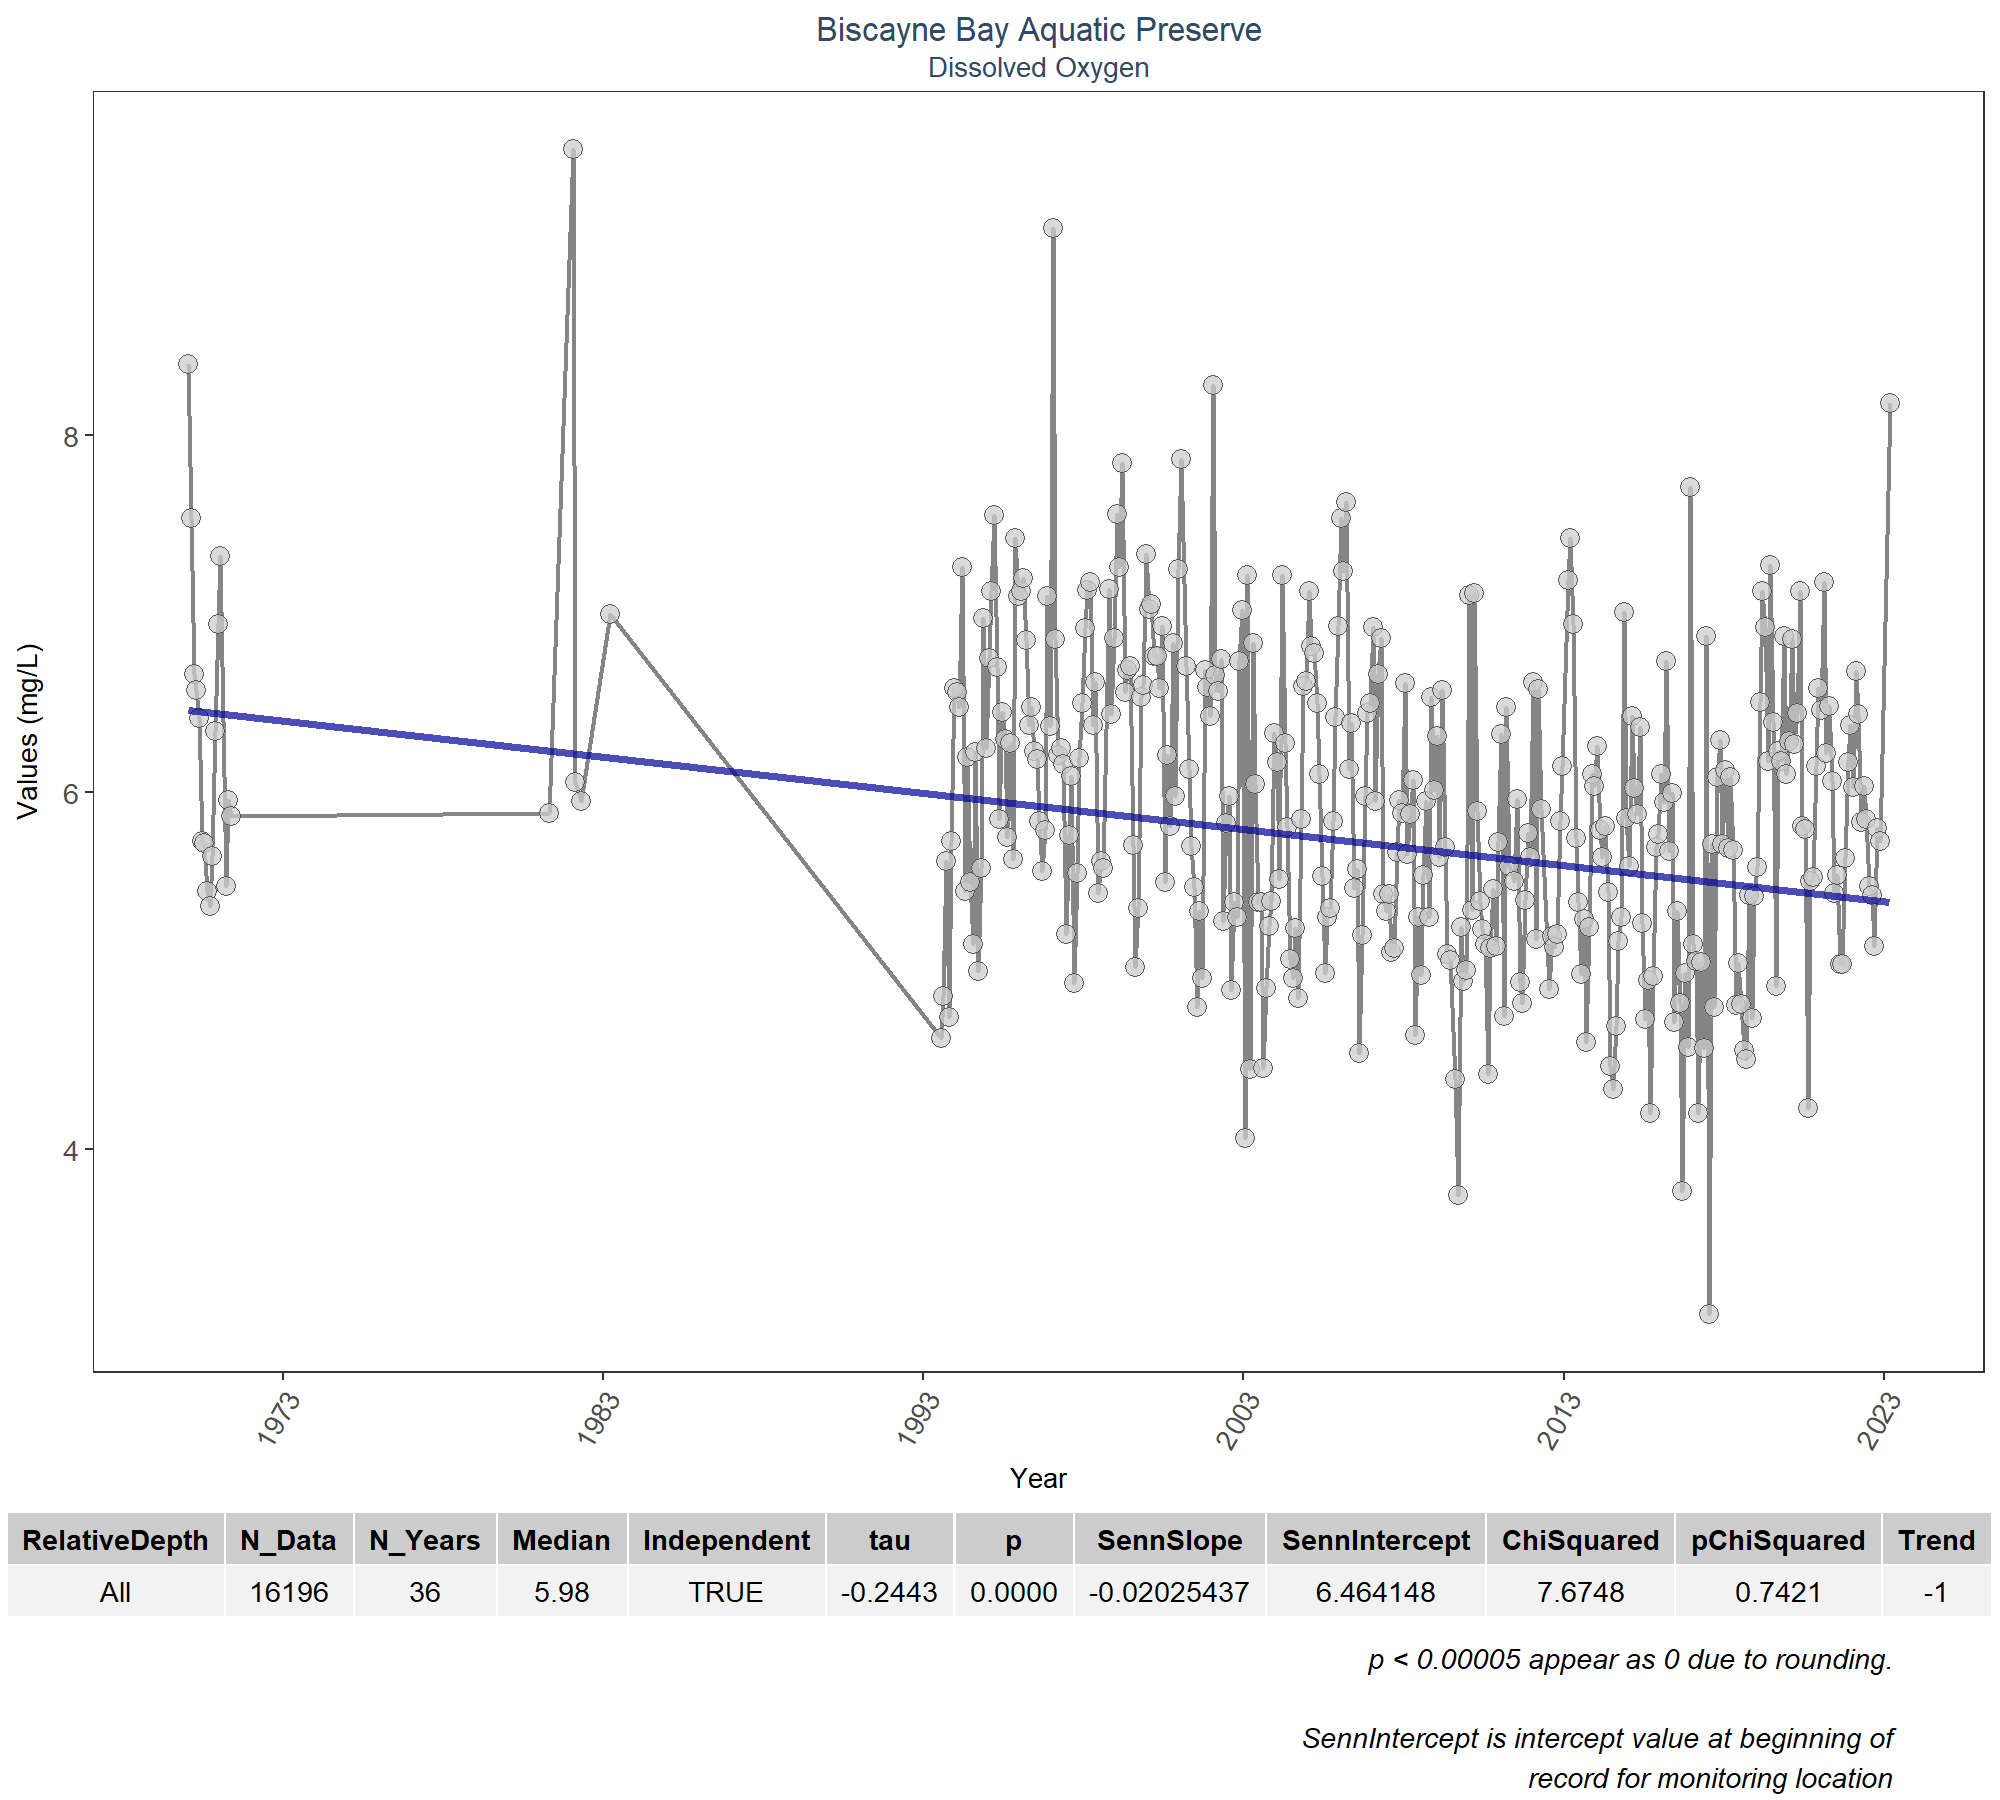 Biscayne Bay Aquatic Preserve
Dissolved Oxygen
Values (mg/L)
8
6
4
1973 1983 1993 2003 2013 2023
Year
RelativeDepth N_Data N_Years Median Independent tau p SennSlope SennIntercept ChiSquared pChiSquared Trend
All 16196 36 5.98 TRUE -0.2443 0.0000 -0.02025437 6.464148 7.6748 0.7421 -1
p < 0.00005 appear as 0 due to rounding.
SennIntercept is intercept value at beginning of
record for monitoring location